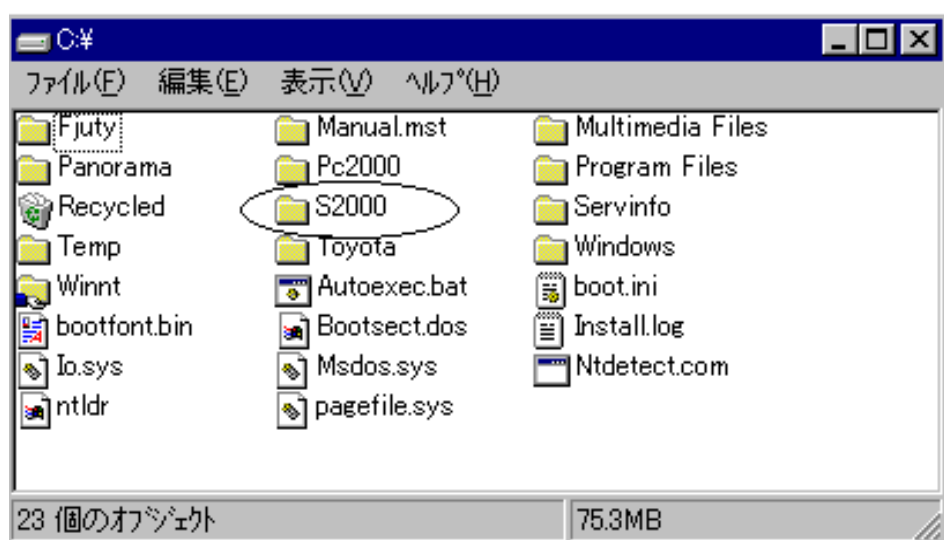 C:¥
ファイル(F) 編集(E) 表示(V) ヘルプ(H)
Fjuty Manual.mst Multimedia Files
Panorama Pc2000 Program Files
Recycled S2000 Servinfo
Temp Toyota Windows
Winnt Autoexec.bat boot.ini
bootfont.bin Bootsect.dos Install.log
Io.sys Msdos.sys Ntdetect.com
ntldr pagefile.sys
23 個のオブジェクト 75.3MB